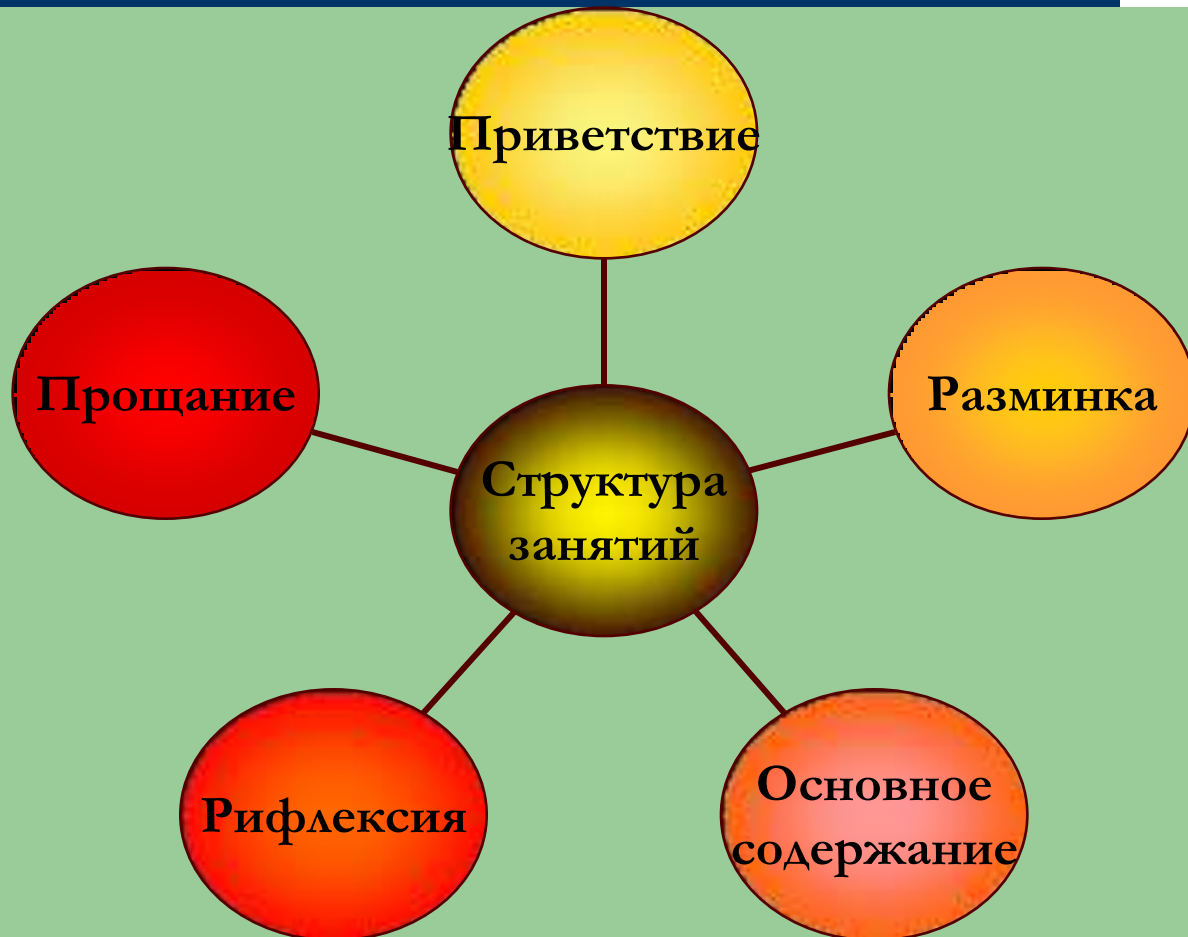 Приветствие
Прощание
Разминка
Структура
занятий
Рифлексия
Основное
содержание